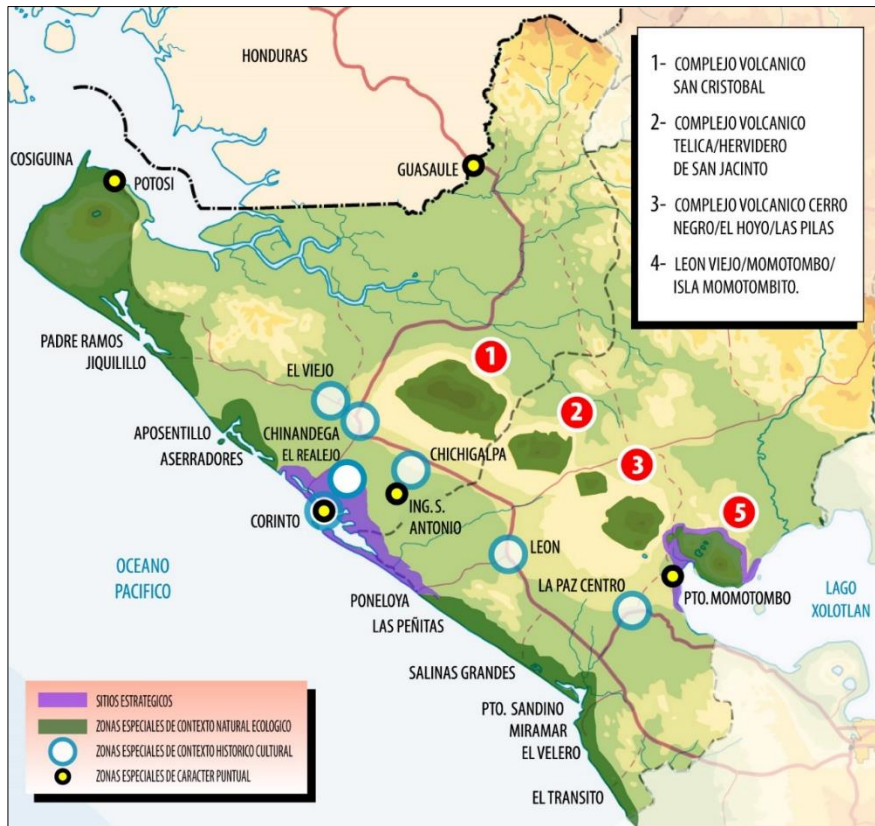 HONDURAS
1- COMPLEJO VOLCANICO
SAN CRISTOBAL
2- COMPLEJO VOLCANICO
TELICA/HERVIDERO
DE SAN JACINTO
3- COMPLEJO VOLCANICO CERRO
NEGRO/EL HOYO/LAS PILAS
4- LEON VIEJO/MOMOTOMBO/
ISLA MOMOTOMBITO.
COSIGUINA
POTOSI
GUASAULE
PADRE RAMOS
JIQUILILLO
EL VIEJO
1
APOSENTILLO
ASERRADORES
CHINANDEGA
EL REALEJO
CHICHIGALPA
2
3
CORINTO
ING. S.
ANTONIO
5
LEON
OCEANO
PACIFICO
LA PAZ CENTRO
PTO. MOMOTOMBO
LAGO
XOLOTLAN
PONELOYA
LAS PEÑITAS
SALINAS GRANDES
PTO. SANDINO
MIRAMAR
EL VELERO
EL TRANSITO
SITIOS ESTRATEGICOS
ZONAS ESPECIALES DE CONTEXTO NATURAL ECOLOGICO
ZONAS ESPECIALES DE CONTEXTO HISTORICO CULTURAL
ZONAS ESPECIALES DE CARACTER PUNTUAL